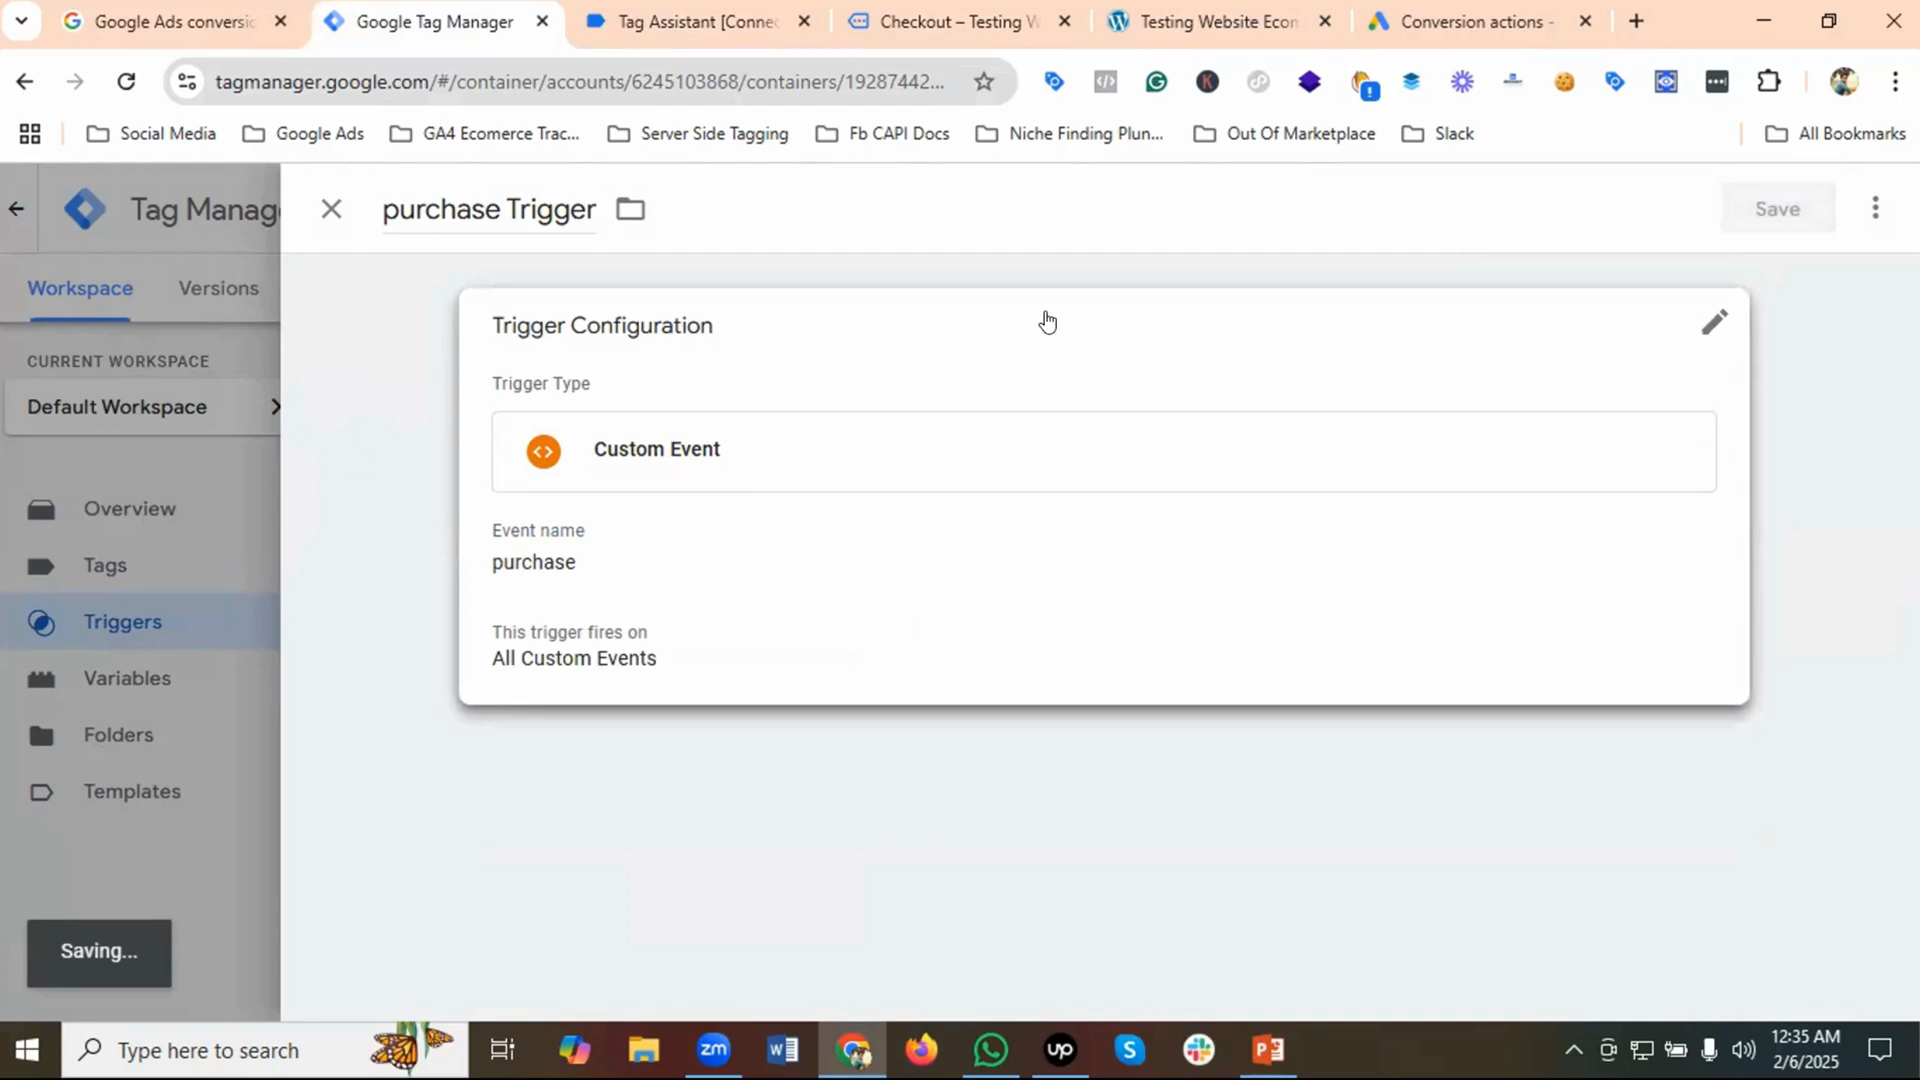 Google Ads conversi
Google Tag Manager
Tag Assistant [Connec
Checkout – Testing W
Testing Website Econ
Conversion actions -
tagmanager.google.com/#/container/accounts/6245103868/containers/19287442...
Social Media
Google Ads
GA4 Ecomerce Trac...
Server Side Tagging
Fb CAPI Docs
Niche Finding Plun...
Out Of Marketplace
Slack
All Bookmarks
Tag Manag
purchase Trigger
Save
Workspace
Versions
Trigger Configuration
CURRENT WORKSPACE
Default Workspace
Trigger Type
Custom Event
Event name
purchase
This trigger fires on
All Custom Events
Overview
Tags
Triggers
Variables
Folders
Templates
Saving...
Type here to search
zm
up
12:35 AM
2/6/2025